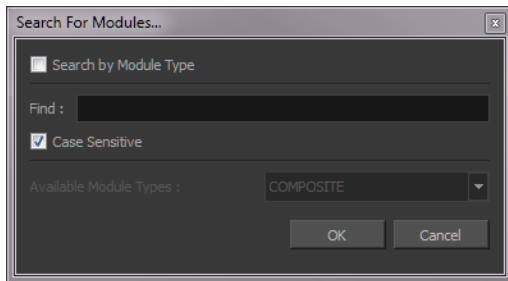 Search For Modules...
Search by Module Type
Find :
Case Sensitive
Available Module Types : COMPOSITE
OK Cancel